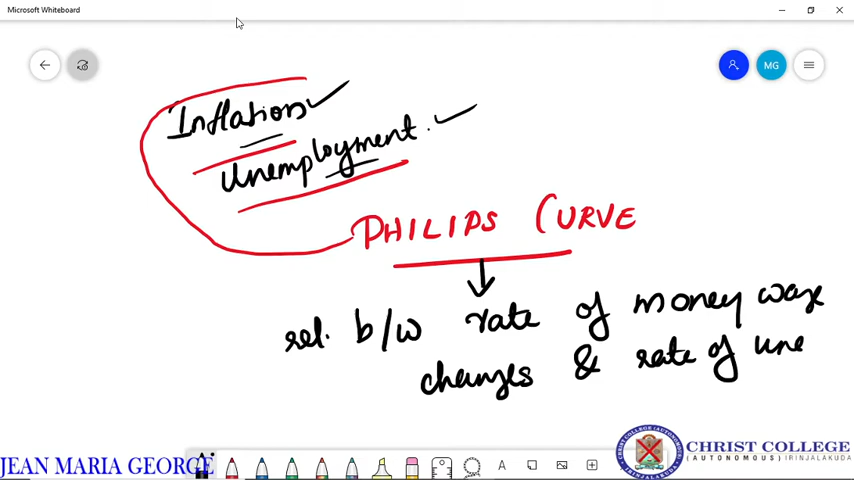 Microsoft Whiteboard
MG
Inflation
Unemployment.
PHILIPS CURVE
rel. b/w rate of money wage
changes & rate of une
A
JEAN MARIA GEORGE
CHRIST COLLEGE
(AUTONOMOUS) IRINJALAKUDA